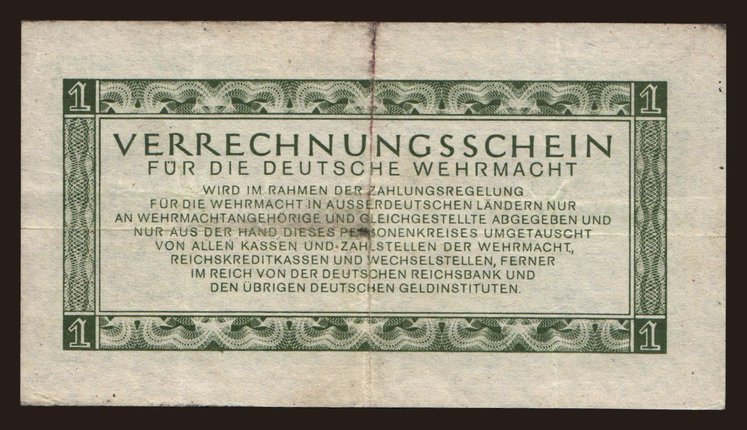 1 1
VERRECHNUNGSSCHEIN
FÜR DIE DEUTSCHE WEHRMACHT
WIRD IM RAHMEN DER ZAHLUNGSREGELUNG
FÜR DIE WEHRMACHT IN AUSSERDEUTSCHEN LÄNDERN NUR
AN WEHRMACHTANGEHÖRIGE UND GLEICHGESTELLTE ABGEGEBEN UND
NUR AUS DER HAND DIESES PERSONENKREISES UMGETAUSCHT
VON ALLEN KASSEN UND ZAHLSTELLEN DER WEHRMACHT,
REICHSKREDITKASSEN UND WECHSELSTELLEN, FERNER
IM REICH VON DER DEUTSCHEN REICHSBANK UND
DEN ÜBRIGEN DEUTSCHEN GELDINSTITUTEN.
1 1